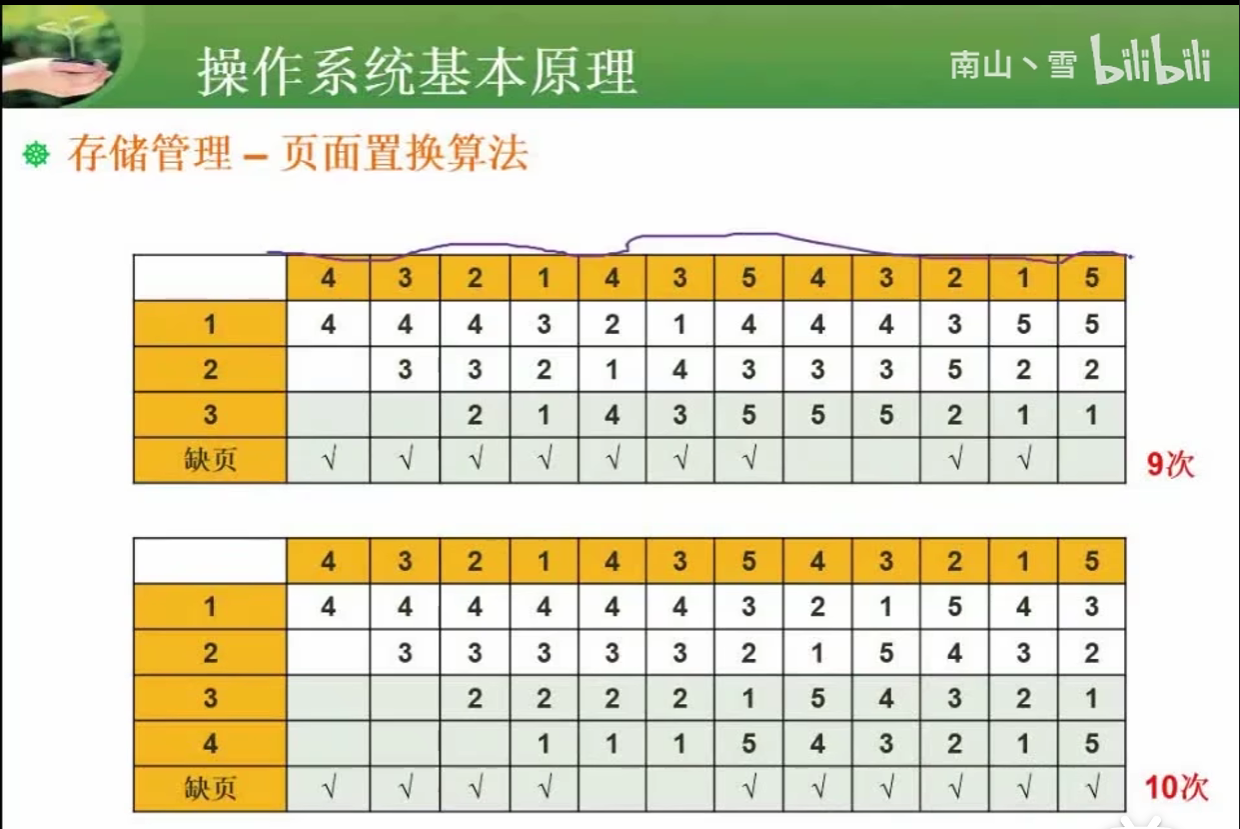 操作系统基本原理
南山丶雪 bilibili
存储管理 – 页面置换算法
4 3 2 1 4 3 5 4 3 2 1 5
1 4 4 4 3 2 1 4 4 4 3 5 5
2 3 3 2 1 4 3 3 3 5 2 2
3 2 1 4 3 5 5 5 2 1 1
缺页 √ √ √ √ √ √ √ √ √
9次
4 3 2 1 4 3 5 4 3 2 1 5
1 4 4 4 4 4 4 3 2 1 5 4 3
2 3 3 3 3 3 2 1 5 4 3 2
3 2 2 2 2 1 5 4 3 2 1
4 1 1 1 5 4 3 2 1 5
缺页 √ √ √ √ √ √ √ √ √ √
10次